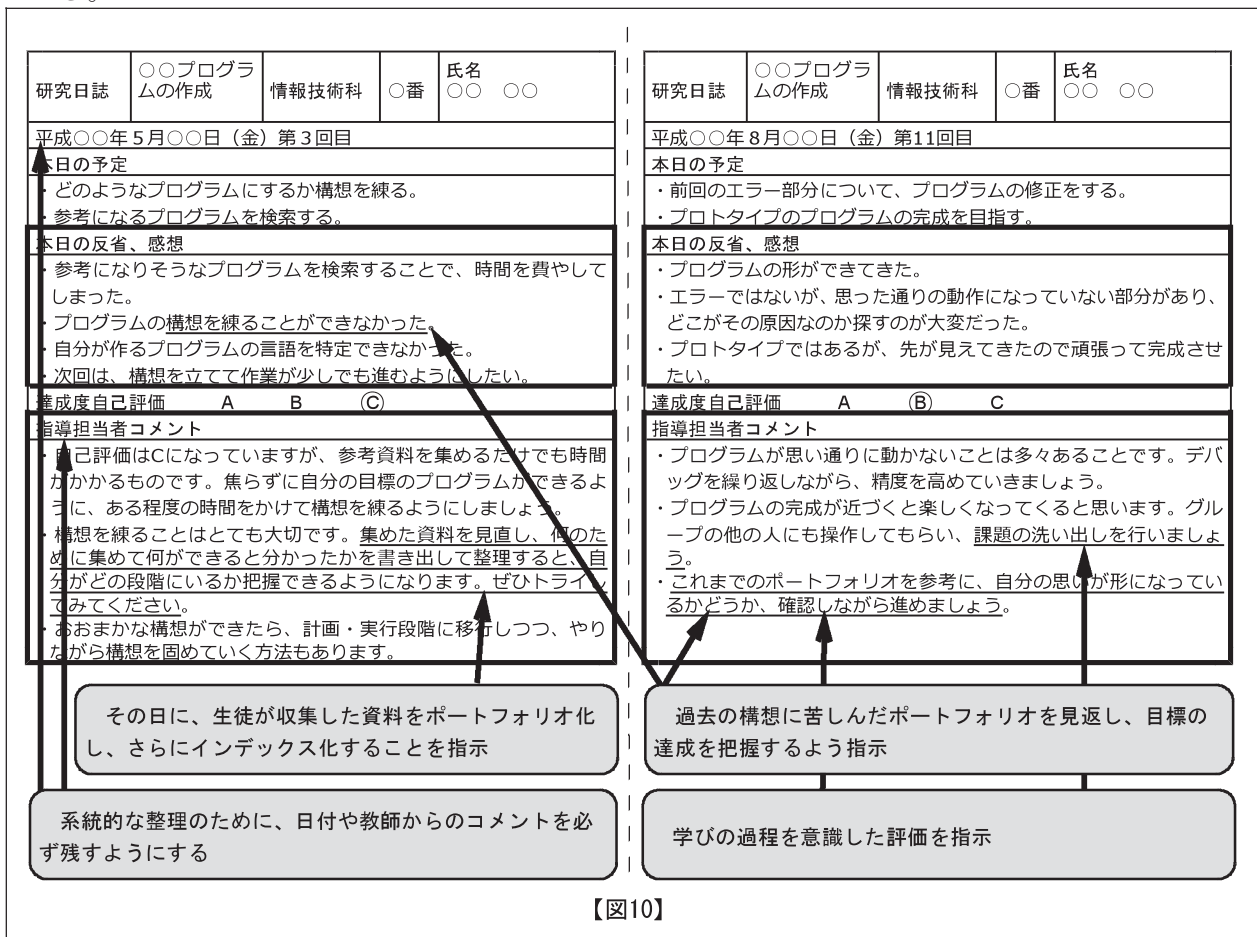 る。
研究日誌
○○プログラ
ムの作成
情報技術科
○番
氏名
○○ ○○
平成○○年5月○○日（金）第3回目
本日の予定
・どのようなプログラムにするか構想を練る。
・参考になるプログラムを検索する。
本日の反省、感想
・参考になりそうなプログラムを検索することで、時間を費やして
しまった。
・プログラムの構想を練ることができなかった。
・自分が作るプログラムの言語を特定できなかった。
・次回は、構想を立てて作業が少しでも進むようにしたい。
達成度自己評価 A B Ⓒ
指導担当者コメント
・自己評価はCになっていますが、参考資料を集めるだけでも時間
がかかるものです。焦らずに自分の目標のプログラムができるよ
うに、ある程度の時間をかけて構想を練るようにしましょう。
・構想を練ることはとても大切です。集めた資料を見直し、何のた
めに集めて何ができると分かったかを書き出して整理すると、自
分がどの段階にいるか把握できるようになります。ぜひトライし
てみてください。
・おおまかな構想ができたら、計画・実行段階に移行しつつ、やり
ながら構想を固めていく方法もあります。
その日に、生徒が収集した資料をポートフォリオ化
し、さらにインデックス化することを指示
系統的な整理のために、日付や教師からのコメントを必
ず残すようにする
研究日誌
○○プログラ
ムの作成
情報技術科
○番
氏名
○○ ○○
平成○○年8月○○日（金）第11回目
本日の予定
・前回のエラー部分について、プログラムの修正をする。
・プロトタイプのプログラムの完成を目指す。
本日の反省、感想
・プログラムの形ができてきた。
・エラーではないが、思った通りの動作になっていない部分があり、
どこがその原因なのか探すのが大変だった。
・プロトタイプではあるが、先が見えてきたので頑張って完成させ
たい。
達成度自己評価 A Ⓑ C
指導担当者コメント
・プログラムが思い通りに動かないことは多々あることです。デバ
ッグを繰り返しながら、精度を高めていきましょう。
・プログラムの完成が近づくと楽しくなってくると思います。グル
ープの他の人にも操作してもらい、課題の洗い出しを行いましょ
う。
・これまでのポートフォリオを参考に、自分の思いが形になってい
るかどうか、確認しながら進めましょう。
過去の構想に苦しんだポートフォリオを見返し、目標の
達成を把握するよう指示
学びの過程を意識した評価を指示
【図10】